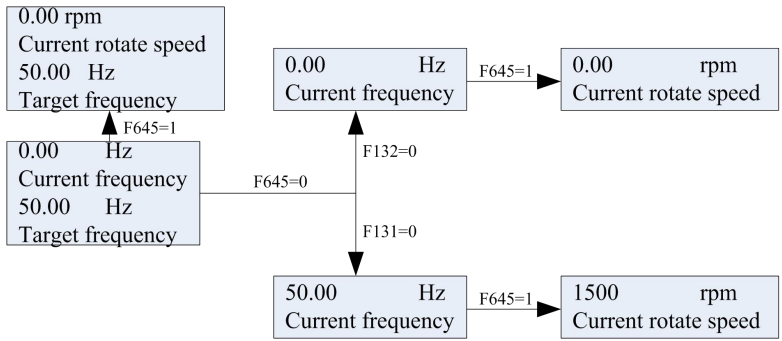 0.00 rpm
Current rotate speed
50.00 Hz
Target frequency
F645=1
0.00 Hz
Current frequency
50.00 Hz
Target frequency
F645=0
F132=0
F131=0
0.00 Hz
Current frequency
F645=1
0.00 rpm
Current rotate speed
50.00 Hz
Current frequency
F645=1
1500 rpm
Current rotate speed